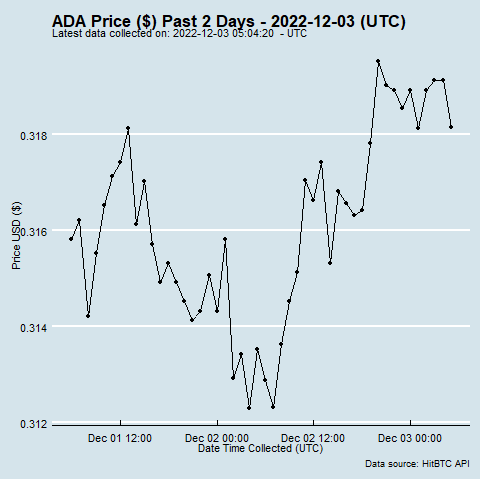 ADA Price ($) Past 2 Days - 2022-12-03 (UTC)
Latest data collected on: 2022-12-03 05:04:20 - UTC
0.318
0.316
0.314
0.312
Price USD ($)
Dec 01 12:00 Dec 02 00:00 Dec 02 12:00 Dec 03 00:00
Date Time Collected (UTC)
Data source: HitBTC API